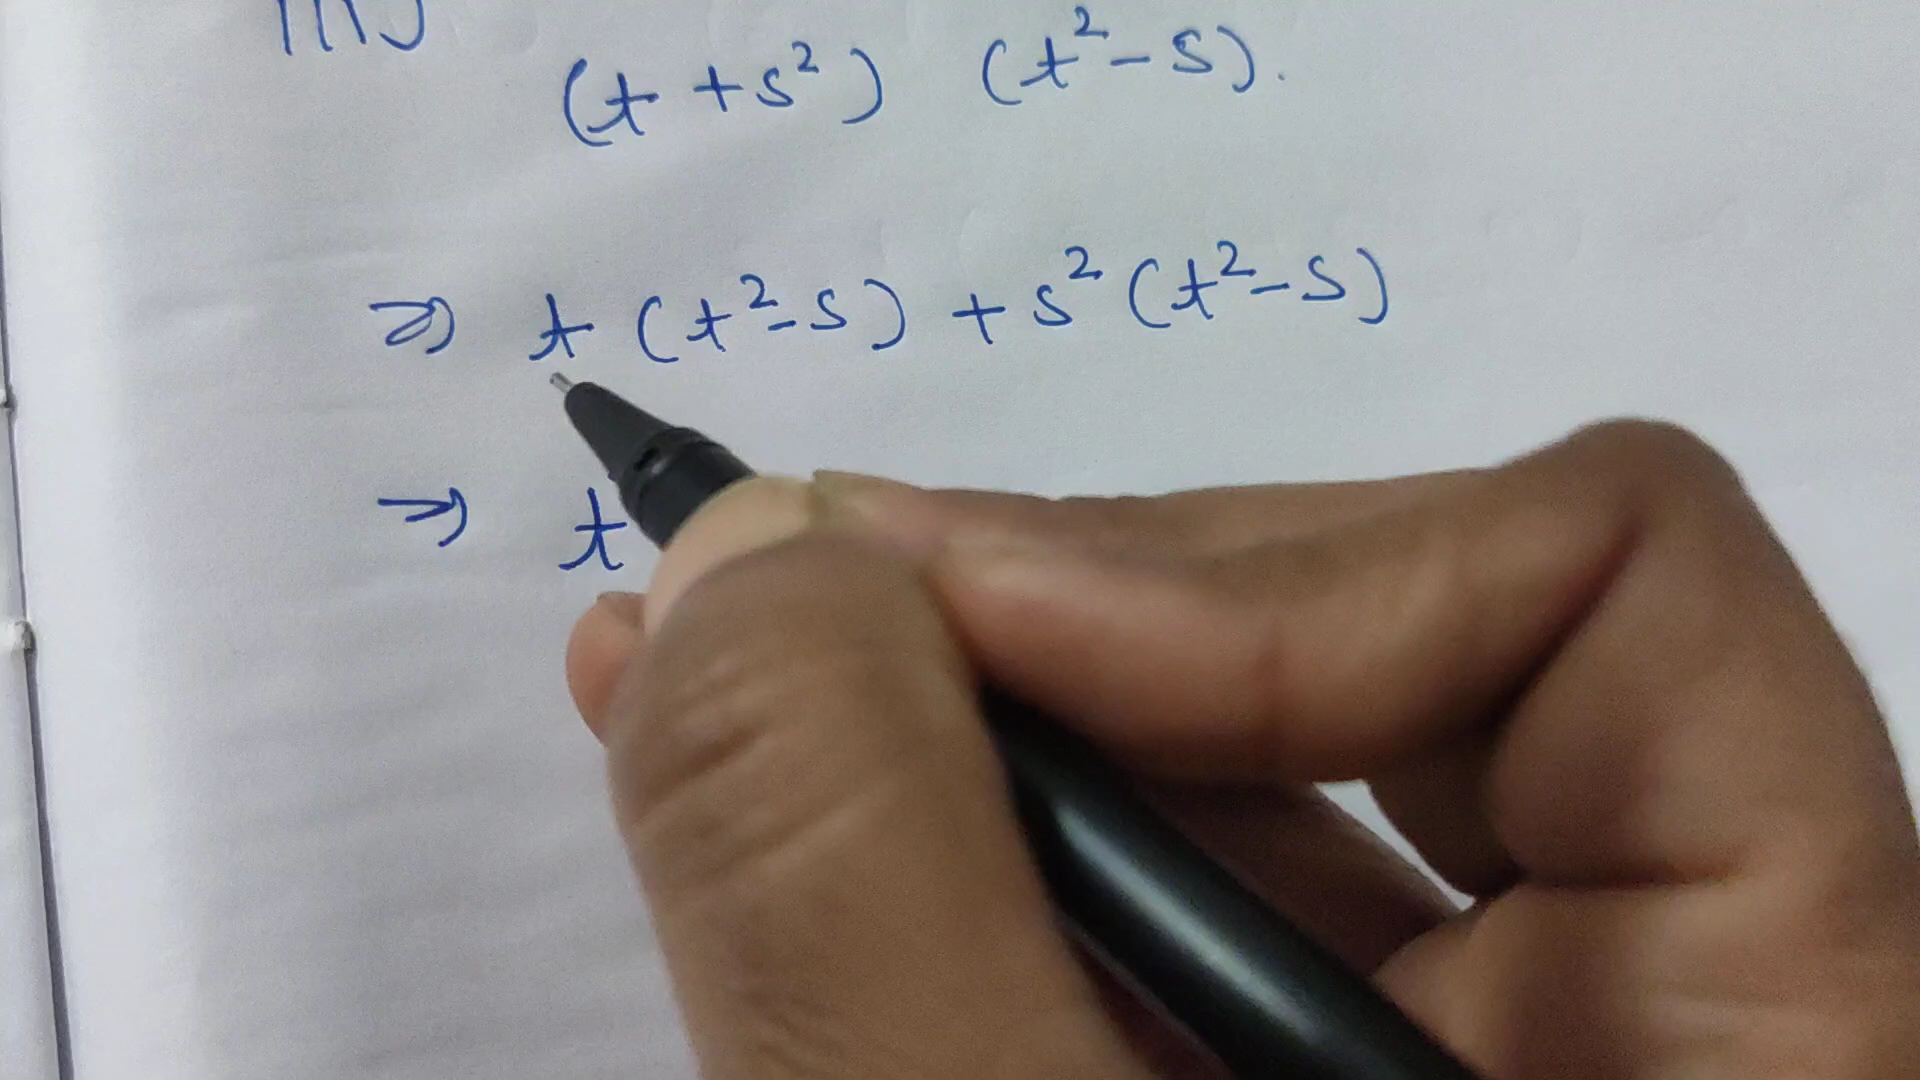 (t + s²) (t² - s).
⇒ t (t² - s) + s² (t² - s)
⇒ t